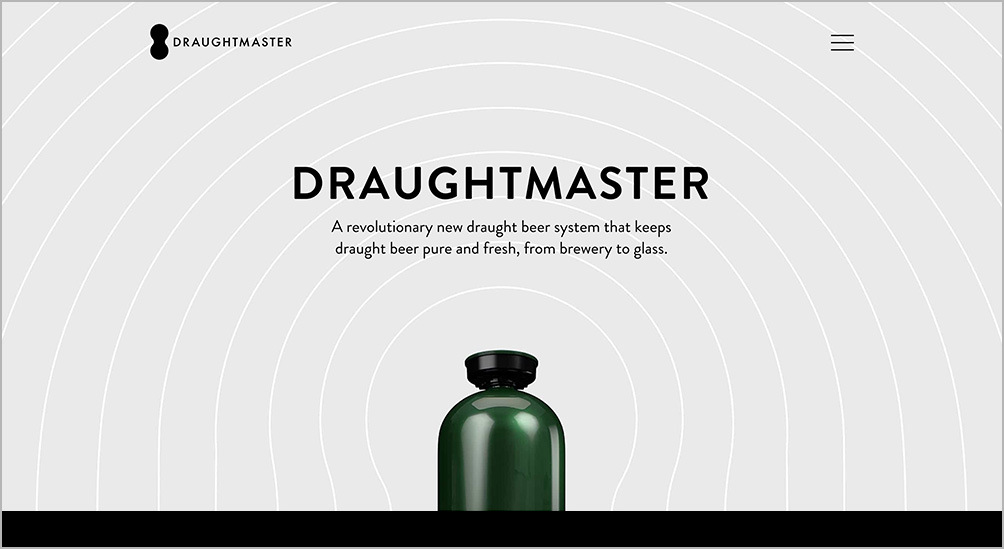 DRAUGHTMASTER
DRAUGHTMASTER
A revolutionary new draught beer system that keeps
draught beer pure and fresh, from brewery to glass.